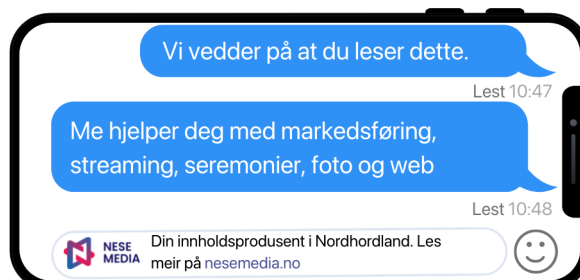 Vi vedder på at du leser dette.
Lest 10:47
Me hjelper deg med markedsføring,
streaming, seremonier, foto og web
Lest 10:48
NESE
MEDIA
Din innholdsprodusent i Nordhordland. Les
meir på nesemedia.no